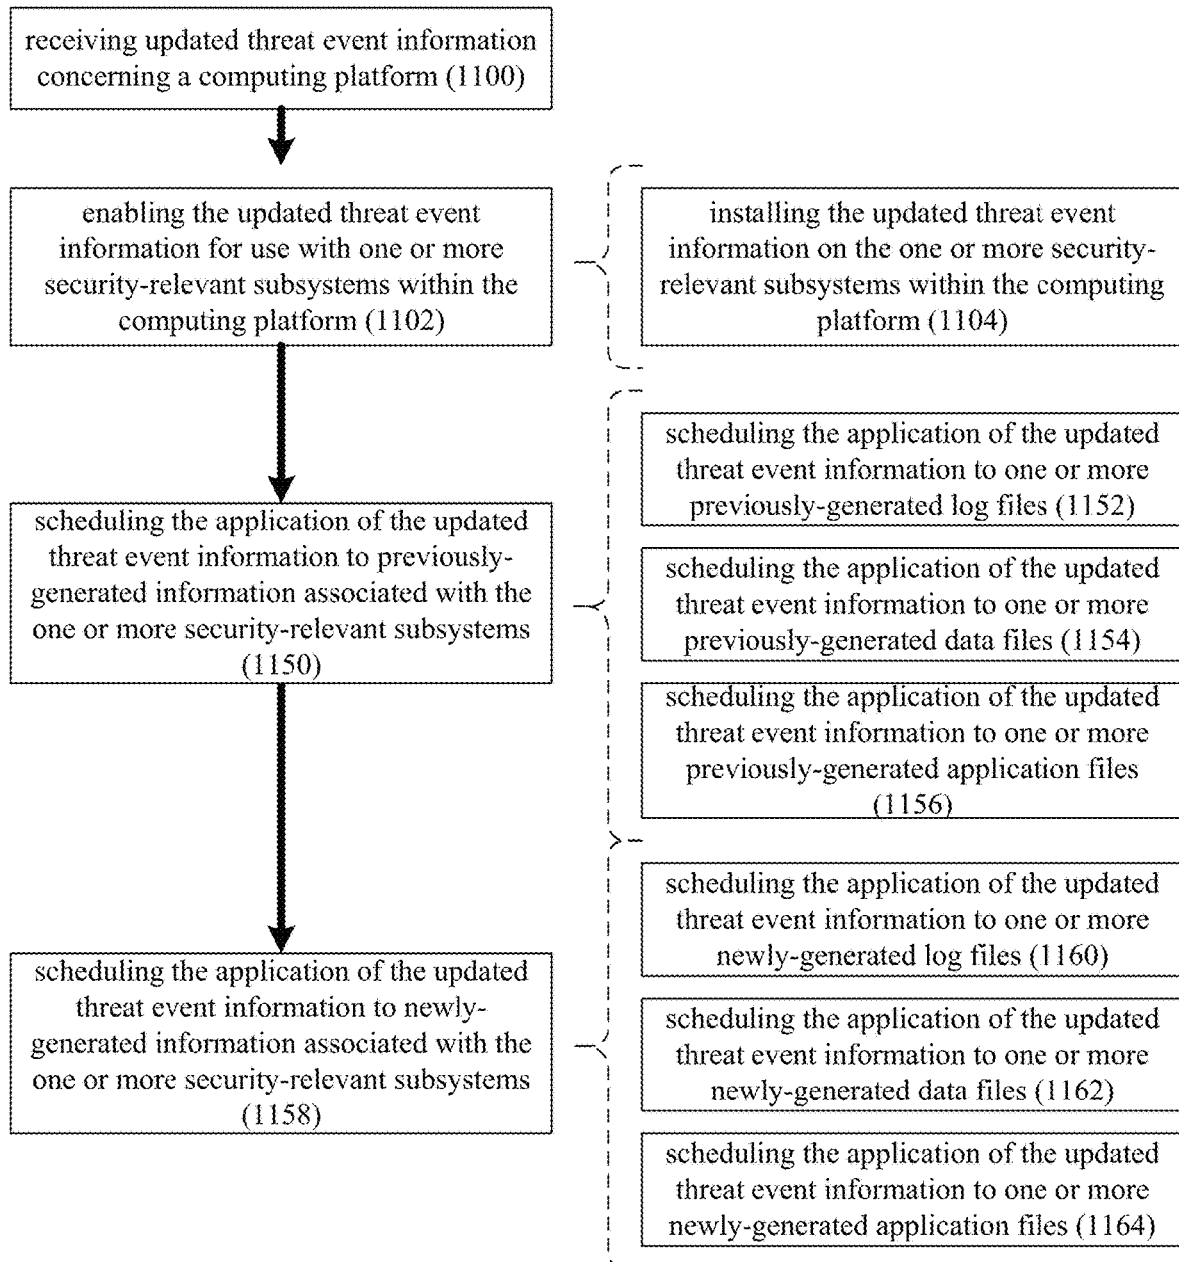 receiving updated threat event information
concerning a computing platform (1100)
enabling the updated threat event
information for use with one or more
security-relevant subsystems within the
computing platform (1102)
installing the updated threat event
information on the one or more security-
relevant subsystems within the computing
platform (1104)
scheduling the application of the updated
threat event information to previously-
generated information associated with the
one or more security-relevant subsystems
(1150)
scheduling the application of the updated
threat event information to one or more
previously-generated log files (1152)
scheduling the application of the updated
threat event information to one or more
previously-generated data files (1154)
scheduling the application of the updated
threat event information to one or more
previously-generated application files
(1156)
scheduling the application of the updated
threat event information to newly-
generated information associated with the
one or more security-relevant subsystems
(1158)
scheduling the application of the updated
threat event information to one or more
newly-generated log files (1160)
scheduling the application of the updated
threat event information to one or more
newly-generated data files (1162)
scheduling the application of the updated
threat event information to one or more
newly-generated application files (1164)